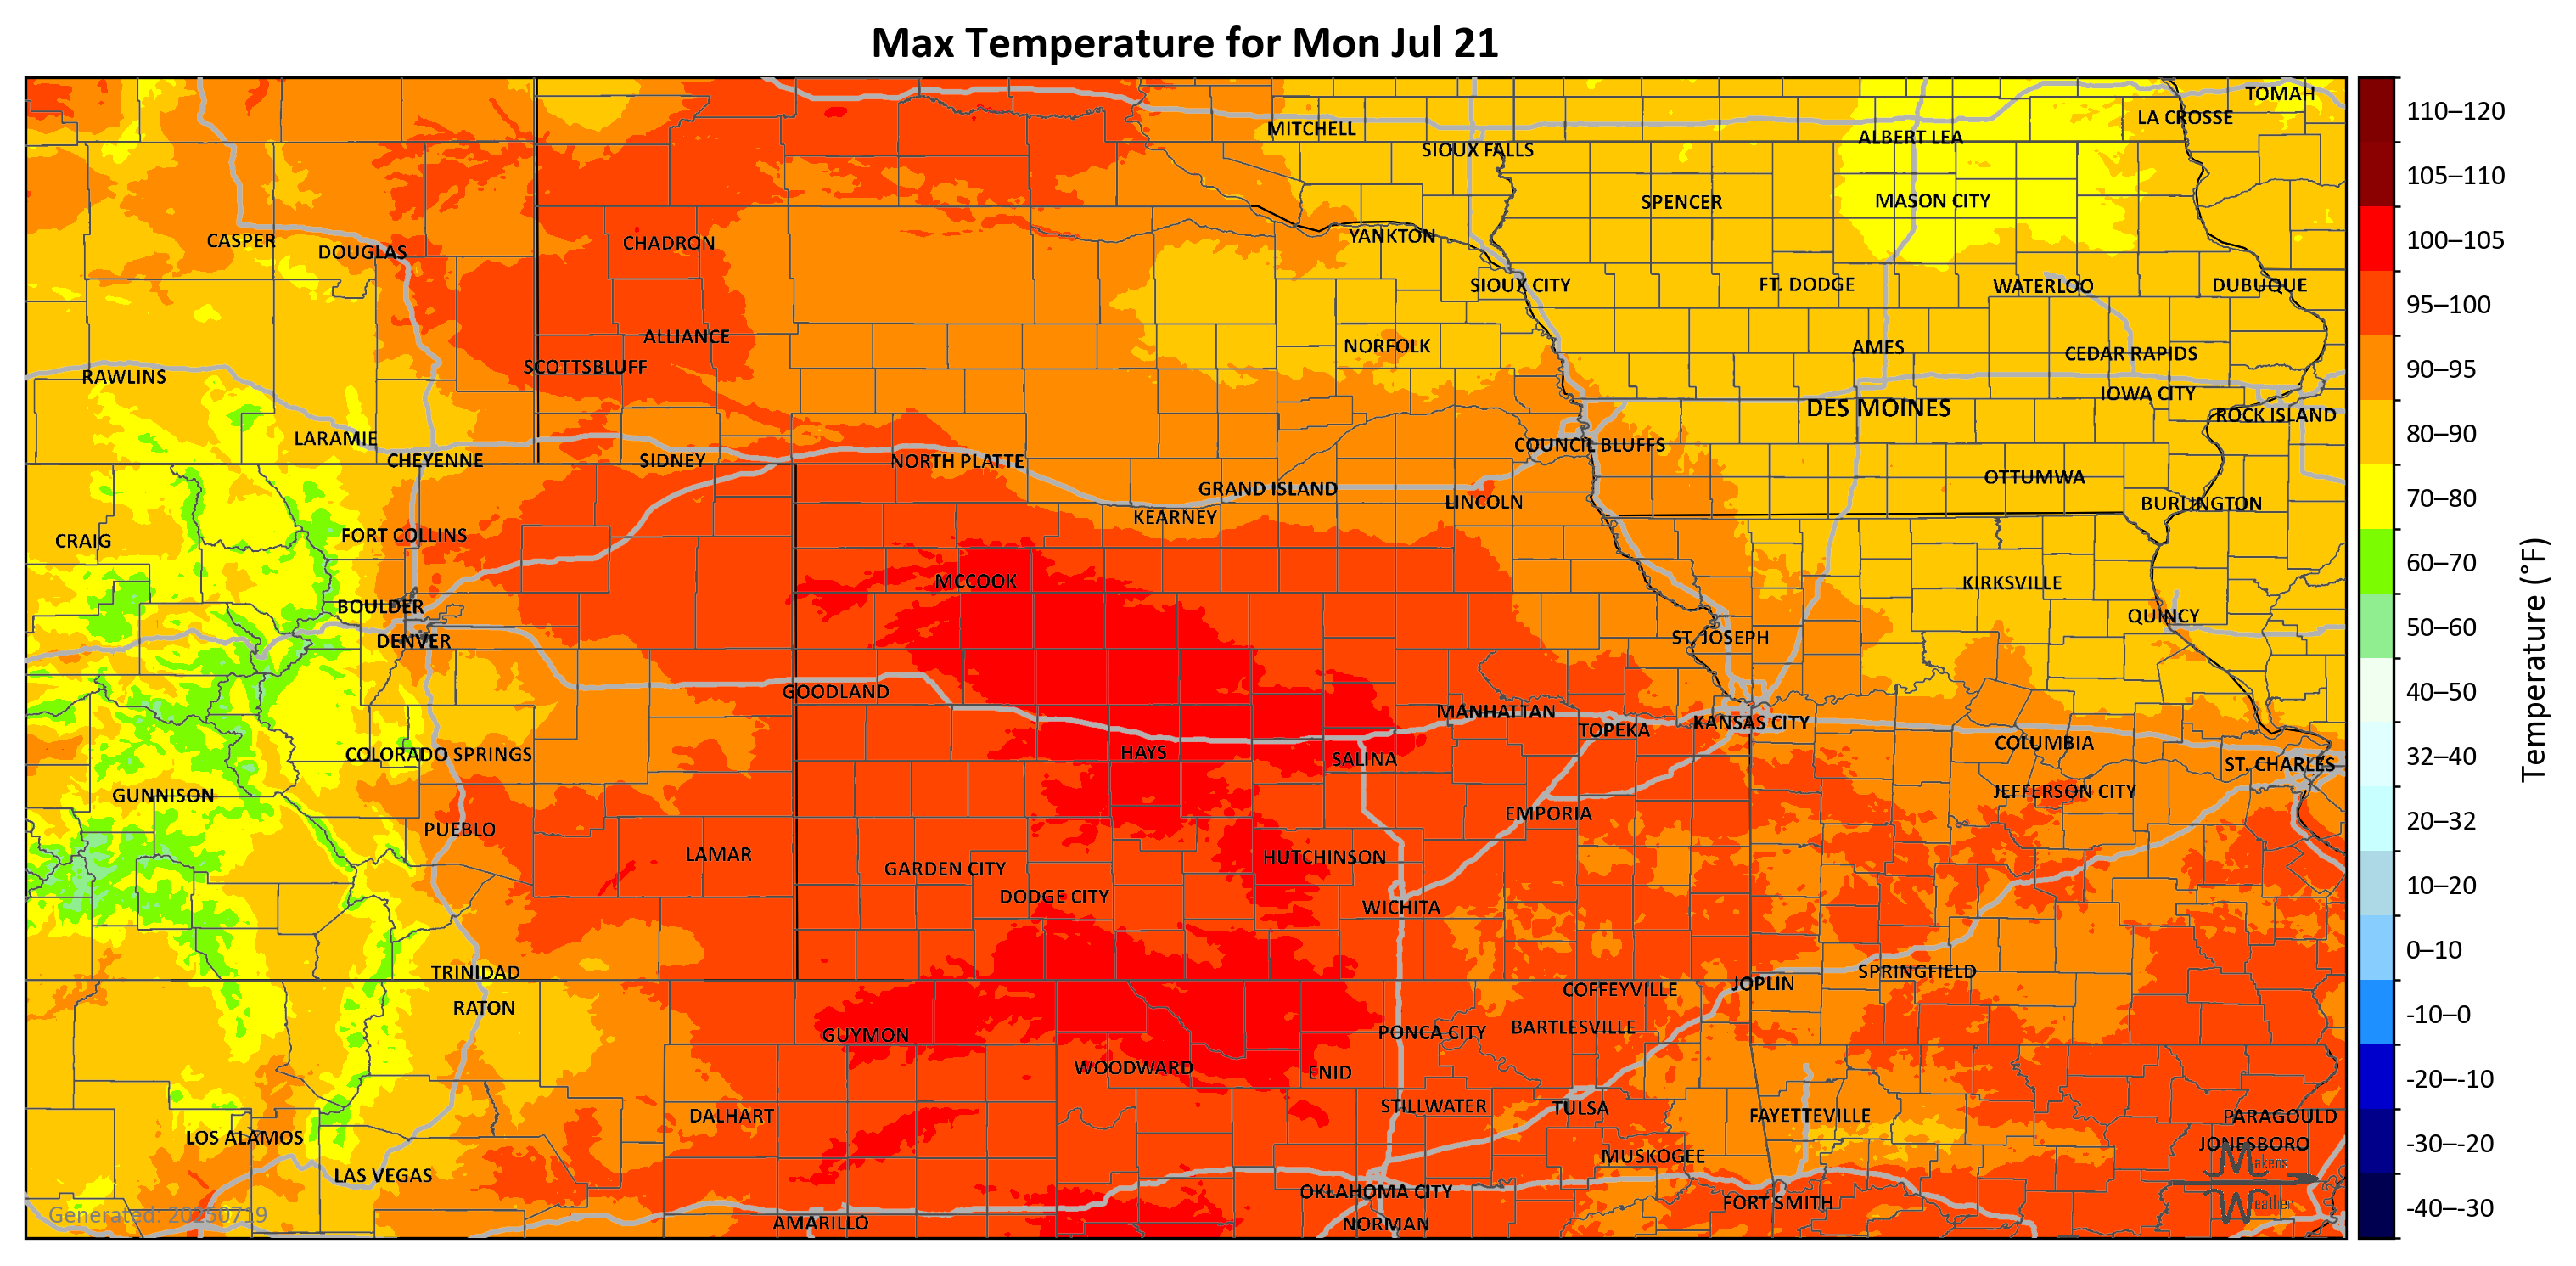 Max Temperature for Mon Jul 21
TOMAH
LA CROSSE
MITCHELL
ALBERT LEA
SIOUX FALLS
SPENCER
MASON CITY
CASPER
DOUGLAS
CHADRON
YANKTON
SIOUX CITY
FT. DODGE
WATERLOO
DUBUQUE
ALLIANCE
NORFOLK
AMES
CEDAR RAPIDS
SCOTTSBLUFF
RAWLINS
IOWA CITY
DES MOINES
ROCK ISLAND
LARAMIE
COUNCIL BLUFFS
CHEYENNE
SIDNEY
NORTH PLATTE
OTTUMWA
GRAND ISLAND
LINCOLN
BURLINGTON
KEARNEY
CRAIG
FORT COLLINS
MCCOOK
KIRKSVILLE
BOULDER
QUINCY
DENVER
ST. JOSEPH
GOODLAND
MANHATTAN
TOPEKA
KANSAS CITY
COLUMBIA
COLORADO SPRINGS
HAYS
SALINA
ST. CHARLES
GUNNISON
JEFFERSON CITY
EMPORIA
PUEBLO
LAMAR
HUTCHINSON
GARDEN CITY
DODGE CITY
WICHITA
TRINIDAD
SPRINGFIELD
JOPLIN
COFFEYVILLE
RATON
GUYMON
PONCA CITY
BARTLESVILLE
WOODWARD
ENID
STILLWATER
TULSA
DALHART
FAYETTEVILLE
PARAGOULD
LOS ALAMOS
JONESBORO
MUSKOGEE
LAS VEGAS
OKLAHOMA CITY
FORT SMITH
AMARILLO
NORMAN
Generated: 20250719
Makens
Weather
110–120
105–110
100–105
95–100
90–95
80–90
70–80
60–70
50–60
40–50
32–40
20–32
10–20
0–10
-10–0
-20–-10
-30–-20
-40–-30
Temperature (°F)